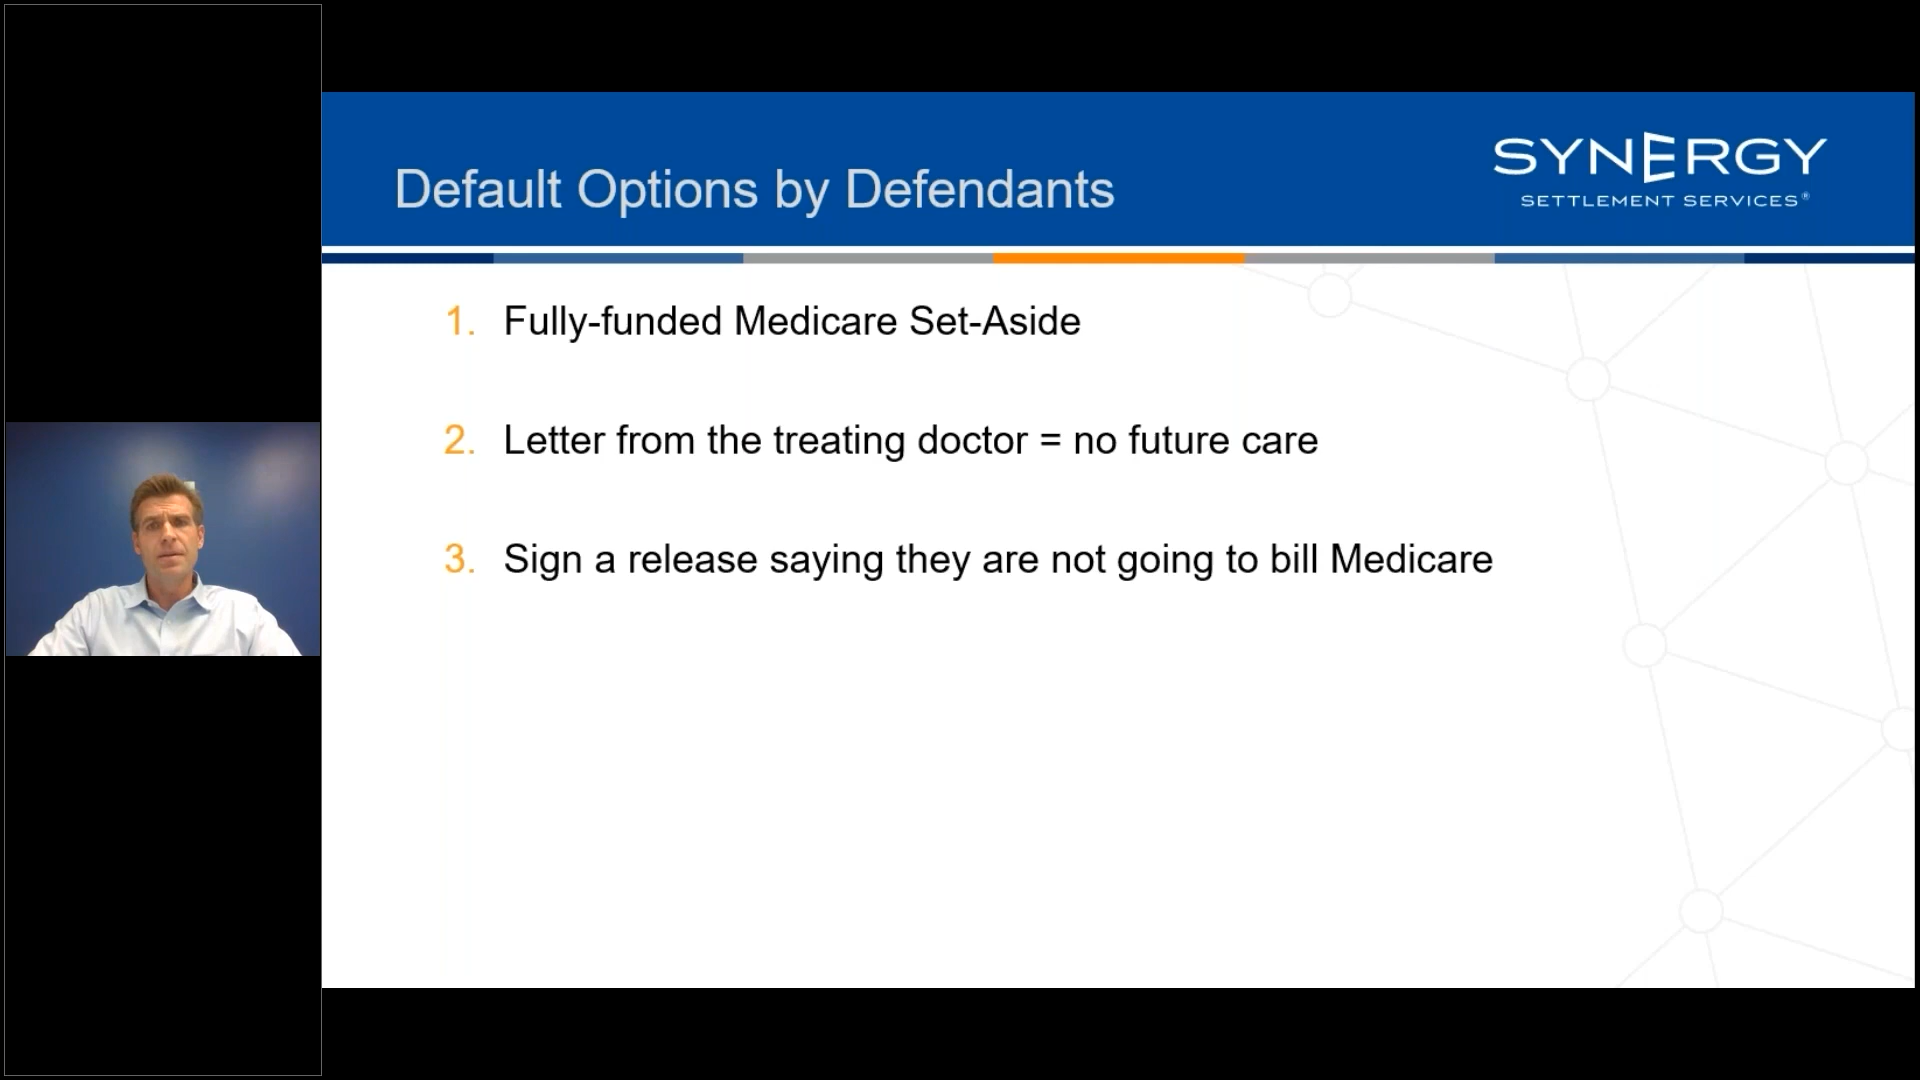 Default Options by Defendants
SYNERGY
SETTLEMENT SERVICES®
1. Fully-funded Medicare Set-Aside
2. Letter from the treating doctor = no future care
3. Sign a release saying they are not going to bill Medicare